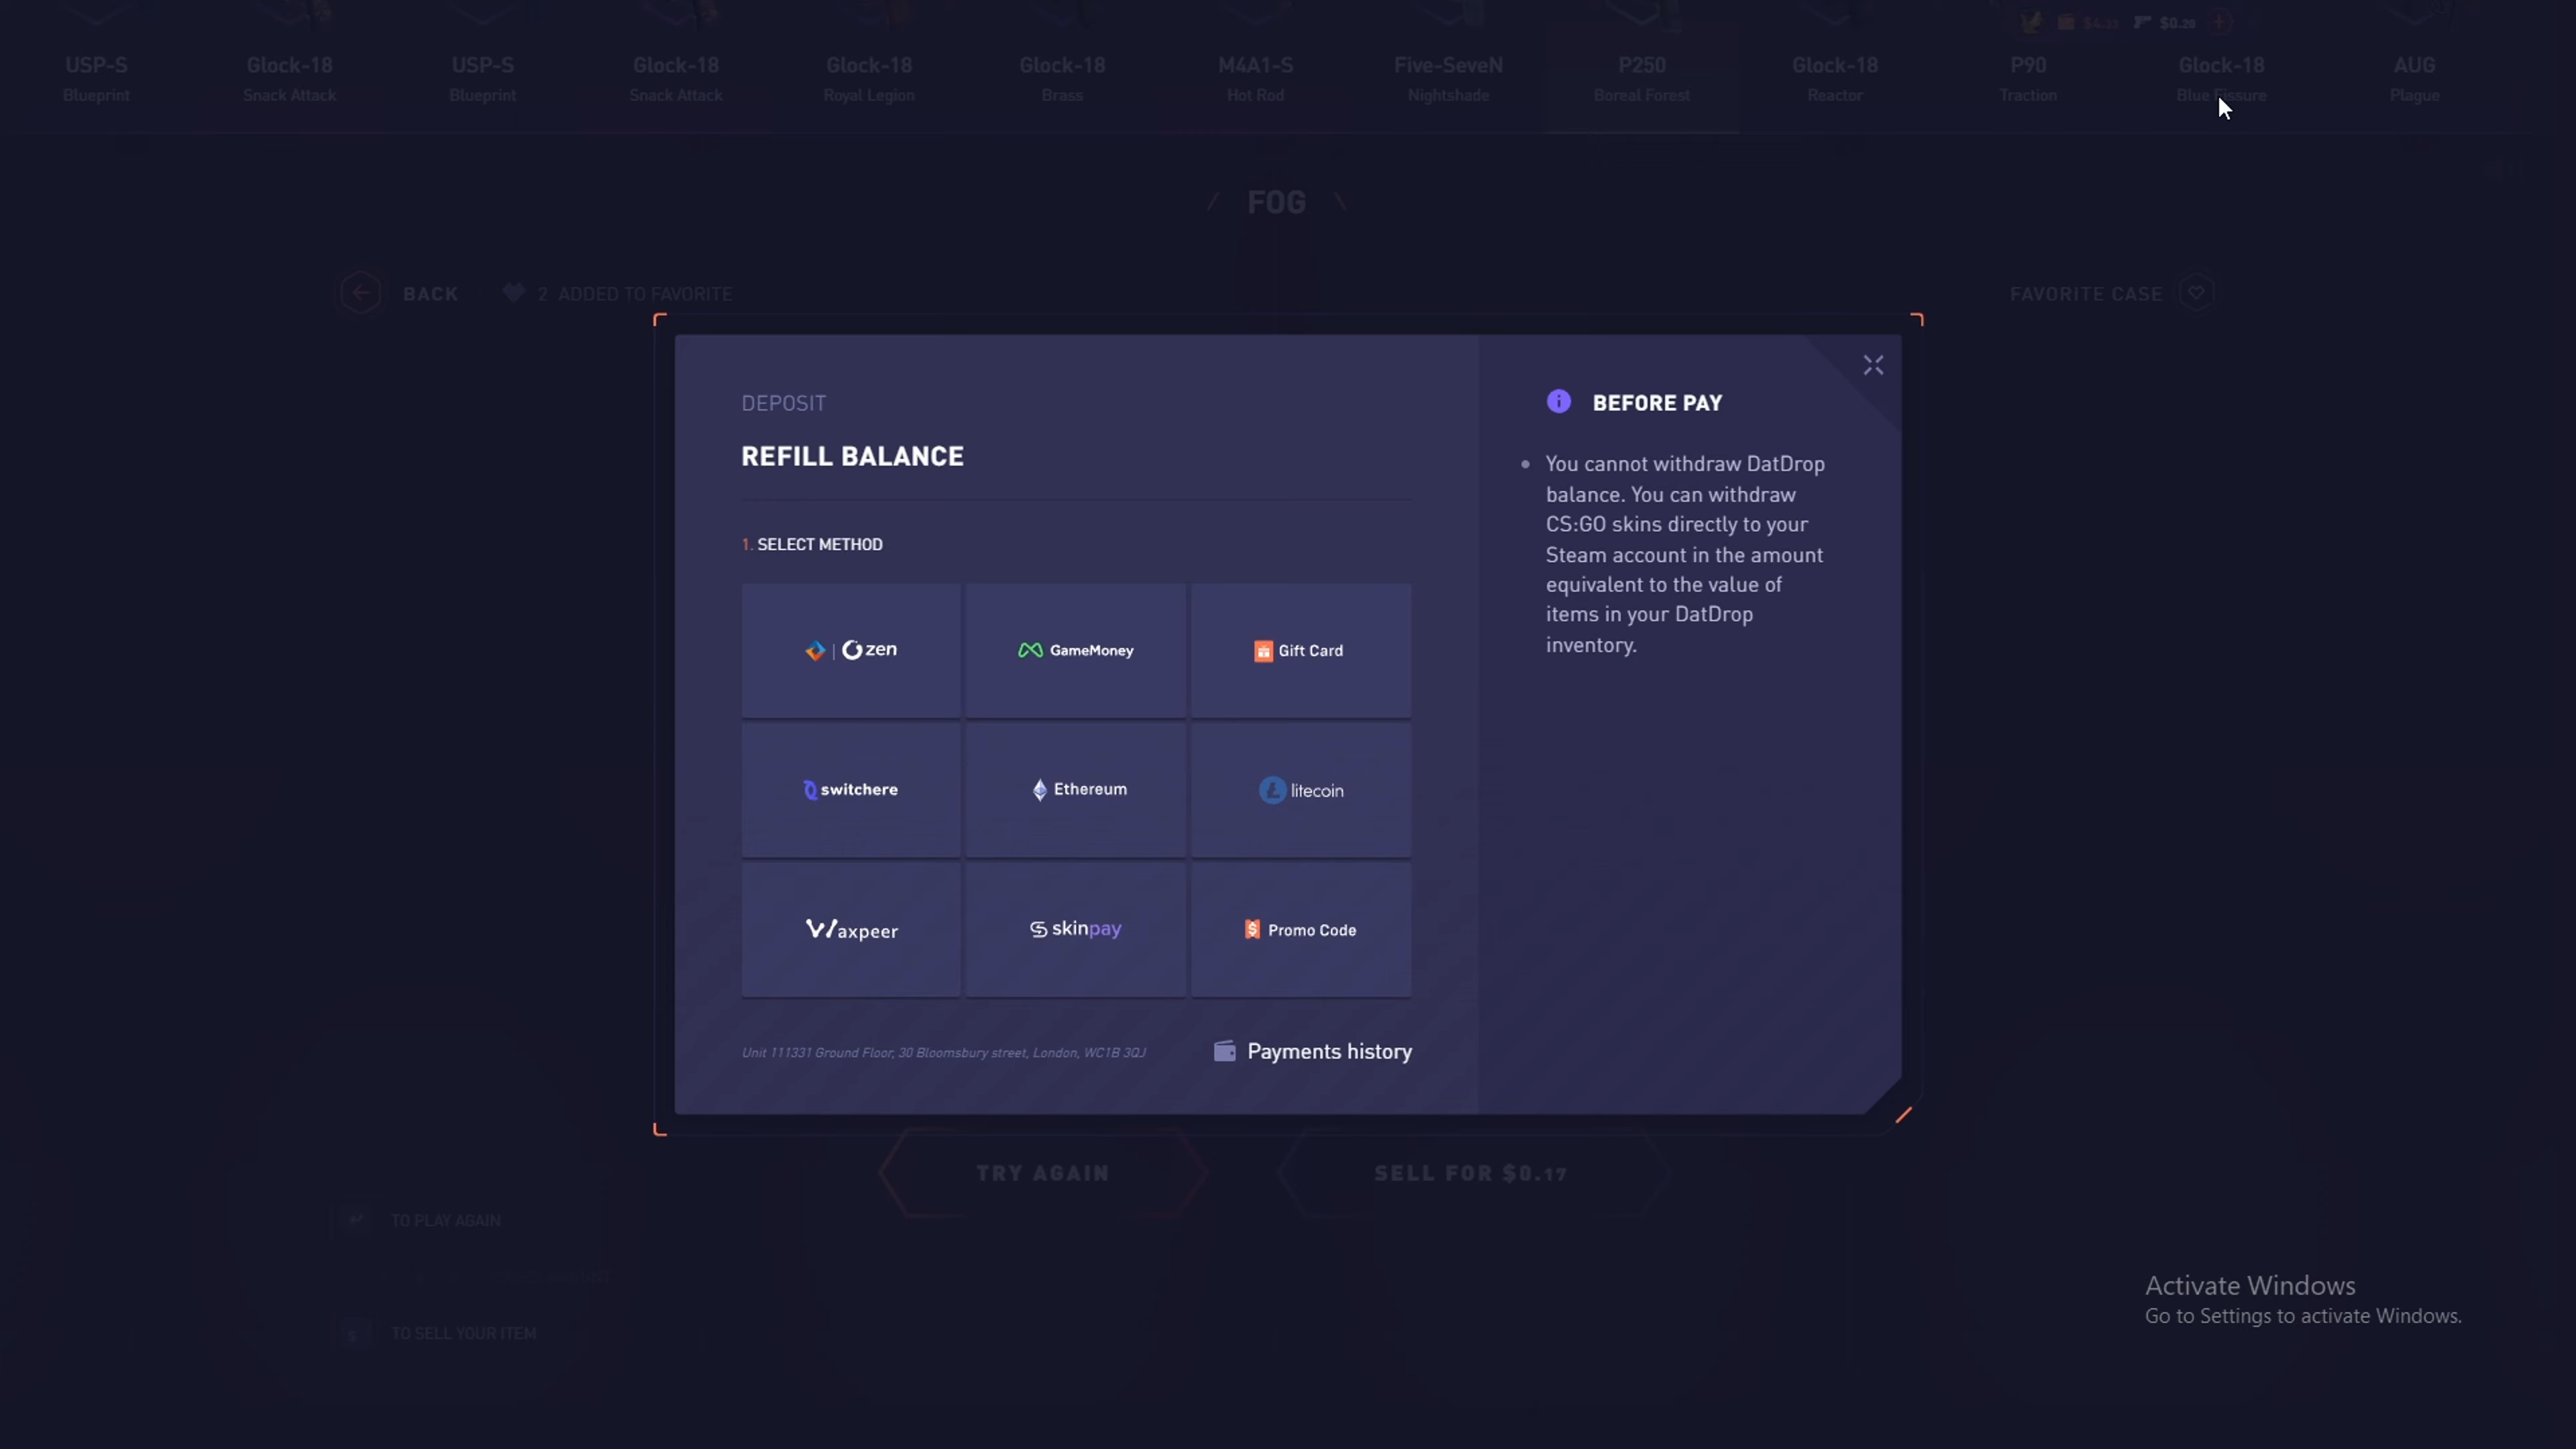 $0.20
USP-S Glock-18 USP-S Glock-18 Glock-18 Glock-18 M4A1-S Five-SeveN P250 Glock-18 P90 Glock-18 AUG
Blueprint Snack Attack Blueprint Snack Attack Royal Legion Brass Hot Rod Nightshade Boreal Forest Reactor Traction Blue Fissure Plague
FOG
BACK 2 ADDED TO FAVORITE FAVORITE CASE
DEPOSIT
REFILL BALANCE
1. SELECT METHOD
zen GameMoney Gift Card
switchere Ethereum litecoin
Waxpeer skinpay Promo Code
Unit 111331 Ground Floor, 30 Bloomsbury street, London, WC1B 3QJ Payments history
BEFORE PAY
You cannot withdraw DatDrop
balance. You can withdraw
CS:GO skins directly to your
Steam account in the amount
equivalent to the value of
items in your DatDrop
inventory.
TRY AGAIN SELL FOR $0.17
TO PLAY AGAIN
TO SELL YOUR ITEM
Activate Windows
Go to Settings to activate Windows.